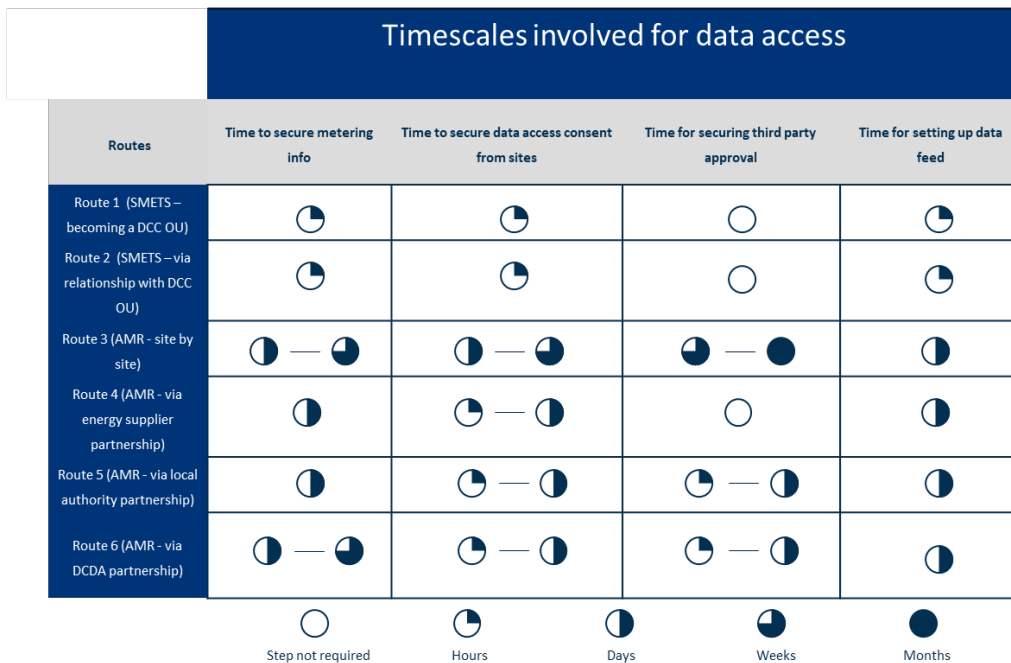 Timescales involved for data access
Routes
Time to secure metering
info
Time to secure data access consent
from sites
Time for securing third party
approval
Time for setting up data
feed
Route 1 (SMETS –
becoming a DCC OU)
Route 2 (SMETS – via
relationship with DCC
OU)
Route 3 (AMR - site by
site)
Route 4 (AMR - via
energy supplier
partnership)
Route 5 (AMR - via local
authority partnership)
Route 6 (AMR - via
DCDA partnership)
Step not required
Hours
Days
Weeks
Months